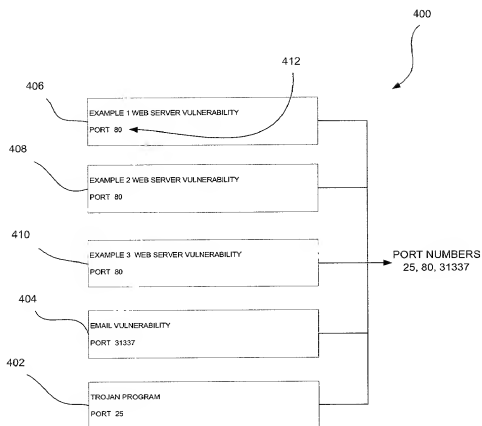 400
412
406
EXAMPLE 1 WEB SERVER VULNERABILITY
PORT 80
408
EXAMPLE 2 WEB SERVER VULNERABILITY
PORT 80
410
EXAMPLE 3 WEB SERVER VULNERABILITY
PORT 80
PORT NUMBERS
25, 80, 31337
404
EMAIL VULNERABILITY
PORT 31337
402
TROJAN PROGRAM
PORT 25